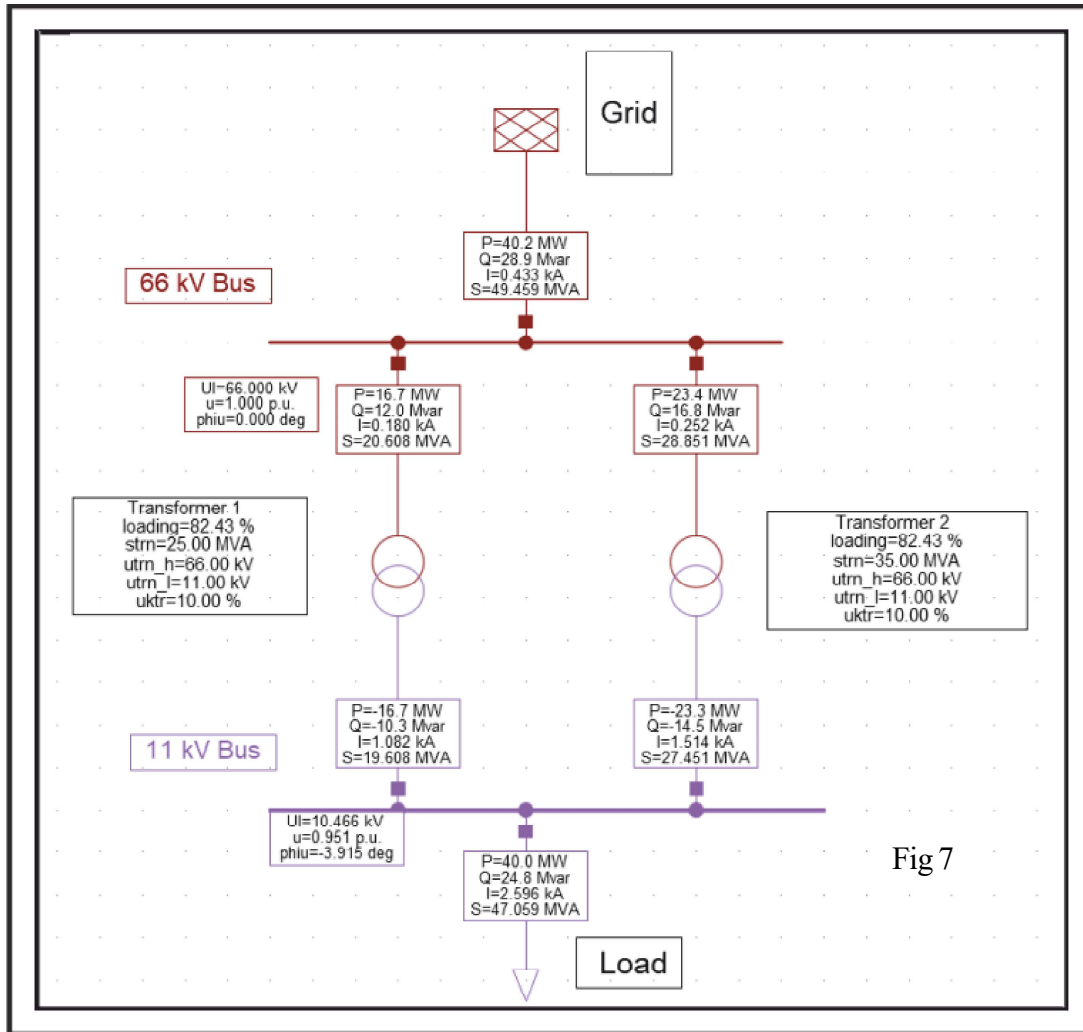 Grid
P=40.2 MW
Q=28.9 Mvar
I=0.433 kA
S=49.459 MVA
66 kV Bus
Ul=66.000 kV
u=1.000 p.u.
phiu=0.000 deg
P=16.7 MW
Q=12.0 Mvar
I=0.180 kA
S=20.608 MVA
P=23.4 MW
Q=16.8 Mvar
I=0.252 kA
S=28.851 MVA
Transformer 1
loading=82.43 %
strn=25.00 MVA
utrn_h=66.00 kV
utrn_l=11.00 kV
uktr=10.00 %
Transformer 2
loading=82.43 %
strn=35.00 MVA
utrn_h=66.00 kV
utrn_l=11.00 kV
uktr=10.00 %
P=-16.7 MW
Q=-10.3 Mvar
I=1.082 kA
S=19.608 MVA
P=-23.3 MW
Q=-14.5 Mvar
I=1.514 kA
S=27.451 MVA
11 kV Bus
Ul=10.466 kV
u=0.951 p.u.
phiu=-3.915 deg
P=40.0 MW
Q=24.8 Mvar
I=2.596 kA
S=47.059 MVA
Fig 7
Load